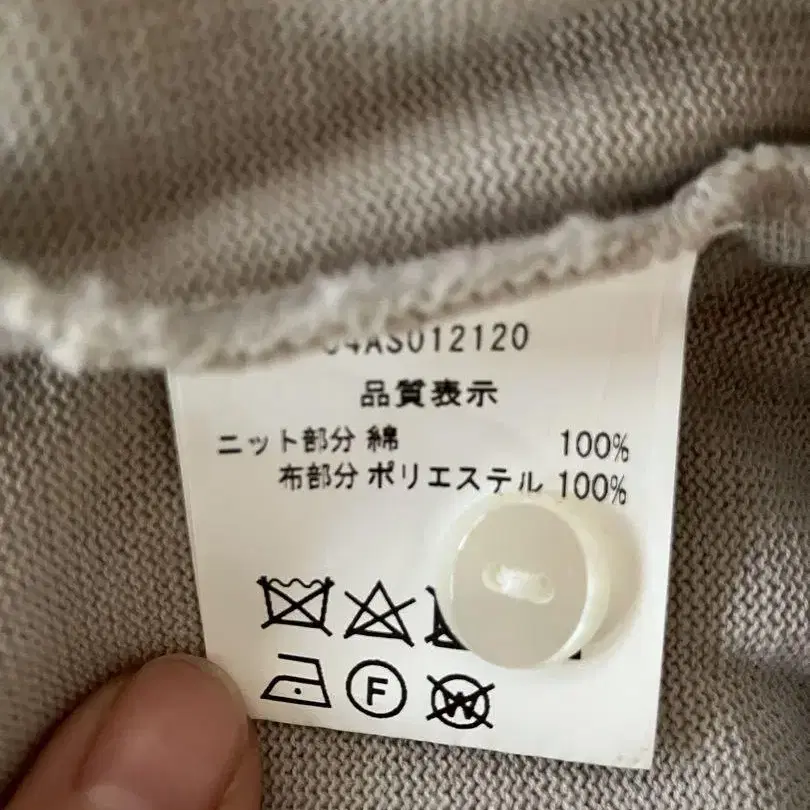 04AS012120
品質表示
ニット部分 綿 100%
布部分 ポリエステル 100%
F
W